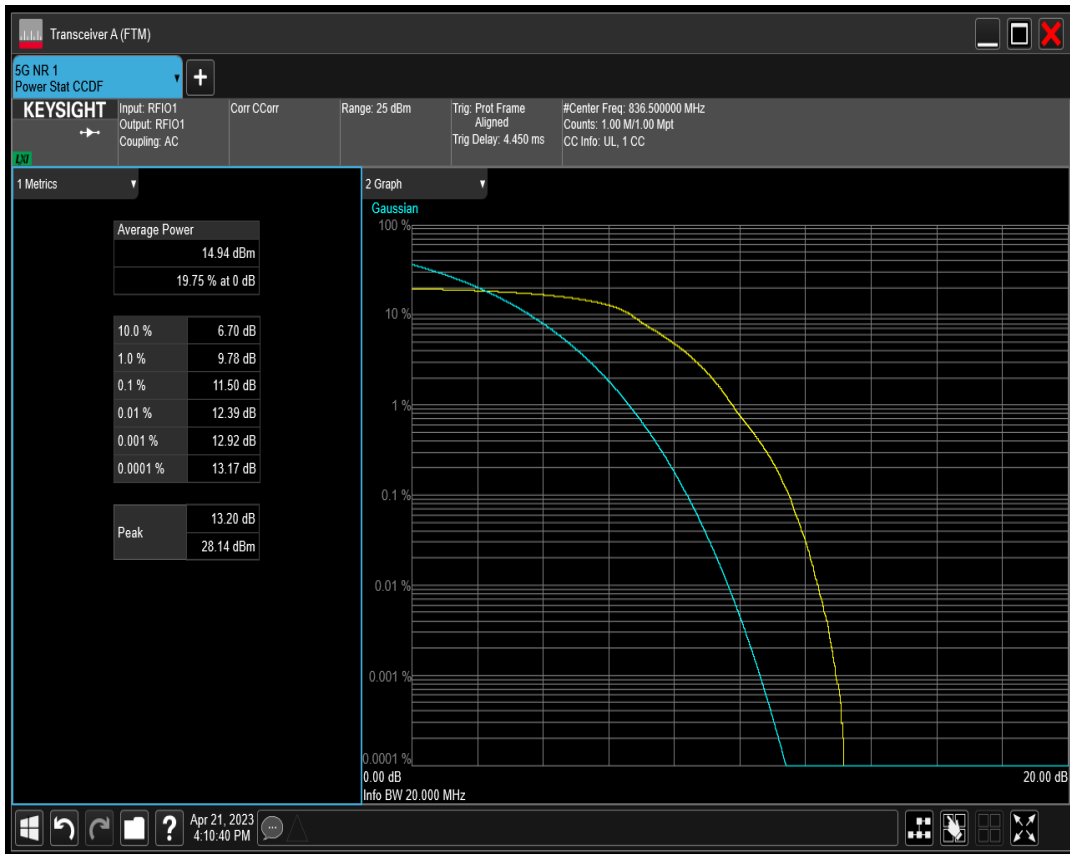 Transceiver A (FTM)
5G NR 1
Power Stat CCDF
+
KEYSIGHT
LXI
Input: RFIO1
Output: RFIO1
Coupling: AC
Corr CCorr
Range: 25 dBm
Trig: Prot Frame
Aligned
Trig Delay: 4.450 ms
#Center Freq: 836.500000 MHz
Counts: 1.00 M/1.00 Mpt
CC Info: UL, 1 CC
1 Metrics
Average Power
14.94 dBm
19.75 % at 0 dB
10.0 % 6.70 dB
1.0 % 9.78 dB
0.1 % 11.50 dB
0.01 % 12.39 dB
0.001 % 12.92 dB
0.0001 % 13.17 dB
Peak
13.20 dB
28.14 dBm
2 Graph
Gaussian
100 %
10 %
1 %
0.1 %
0.01 %
0.001 %
0.0001 %
0.00 dB 20.00 dB
Info BW 20.000 MHz
?
Apr 21, 2023
4:10:40 PM